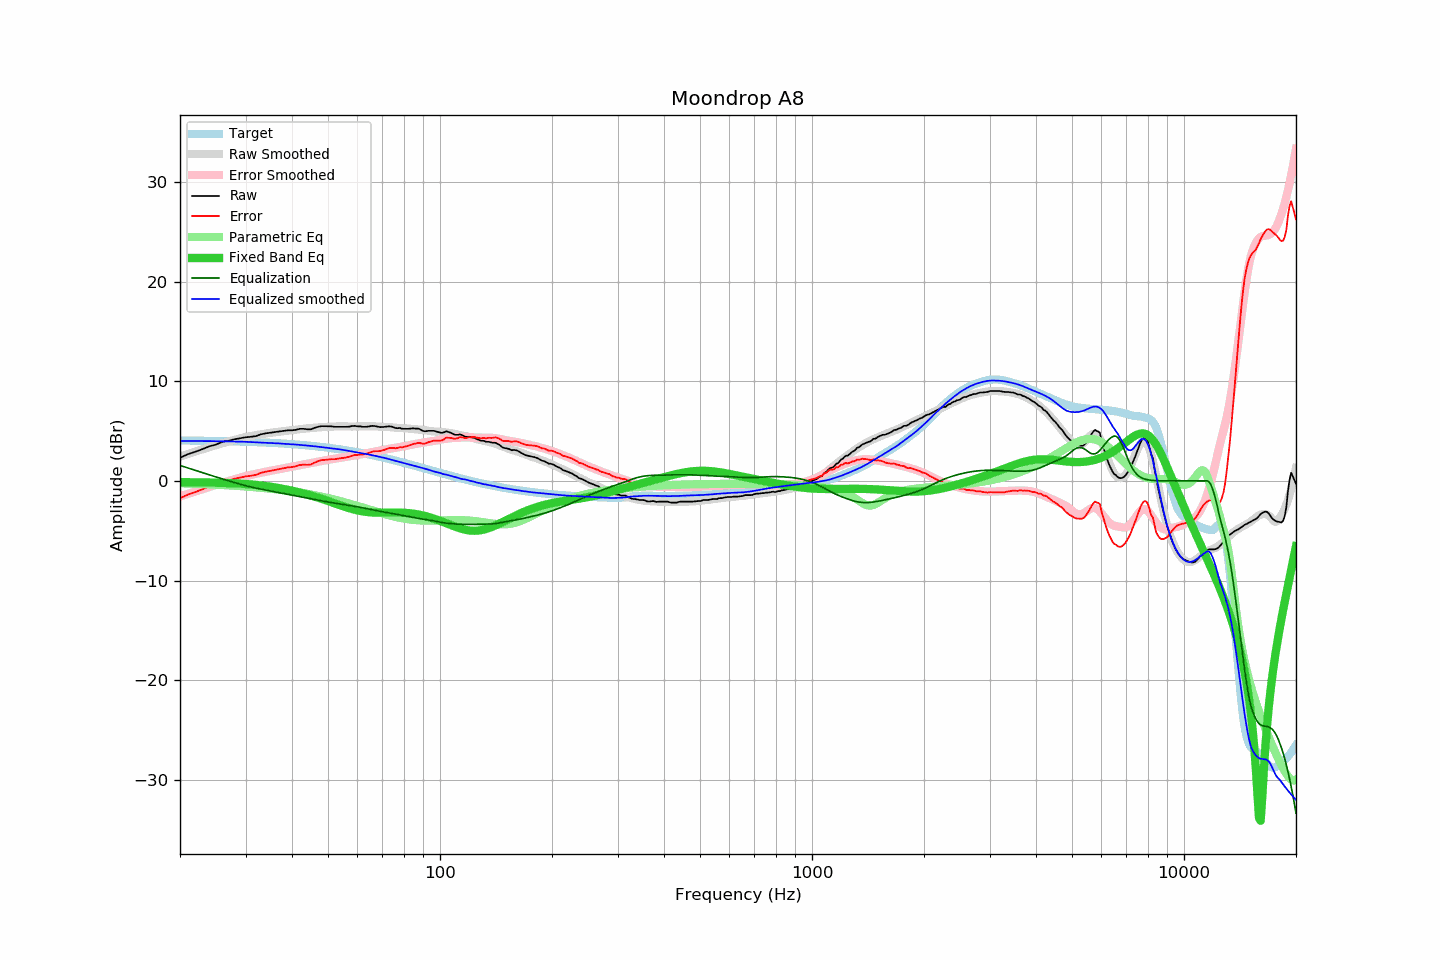 Moondrop A8
Target
Raw Smoothed
Error Smoothed
Raw
Error
Parametric Eq
Fixed Band Eq
Equalization
Equalized smoothed
30
20
10
0
−10
−20
−30
Amplitude (dBr)
100
1000
10000
Frequency (Hz)